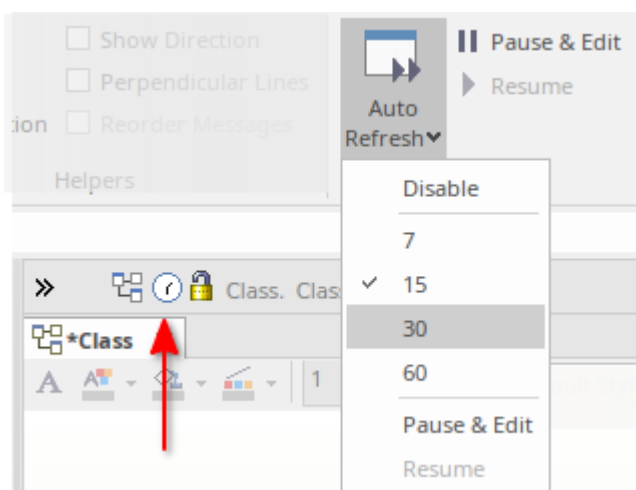 Show Direction
Perpendicular Lines
tion Reorder Messages
Helpers
Auto
Refresh
Pause & Edit
Resume
Disable
7
15
30
60
Pause & Edit
Resume
Class. Clas
*Class
A A 1